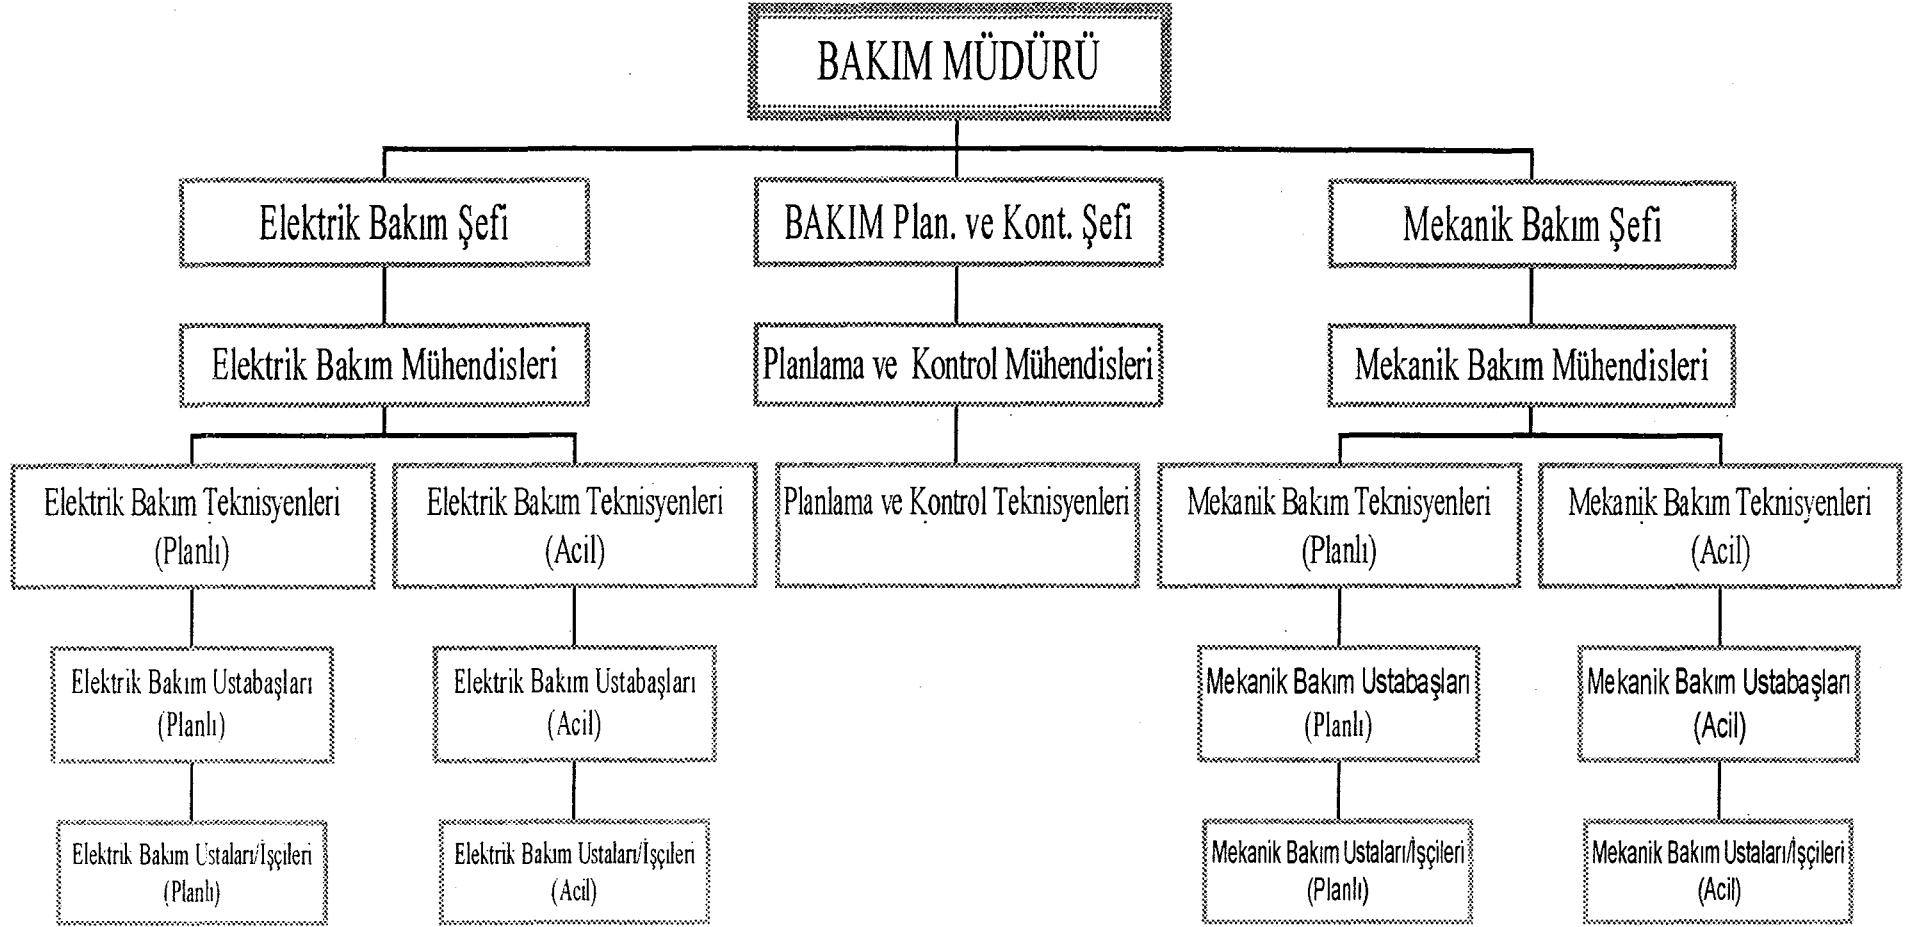 BAKIM MÜDÜRÜ
Elektrik Bakım Şefi
BAKIM Plan. ve Kont. Şefi
Mekanik Bakım Şefi
Elektrik Bakım Mühendisleri
Planlama ve Kontrol Mühendisleri
Mekanik Bakım Mühendisleri
Elektrik Bakım Teknisyenleri
(Planlı)
Elektrik Bakım Teknisyenleri
(Acil)
Planlama ve Kontrol Teknisyenleri
Mekanik Bakım Teknisyenleri
(Planlı)
Mekanik Bakım Teknisyenleri
(Acil)
Elektrik Bakım Ustabaşları
(Planlı)
Elektrik Bakım Ustabaşları
(Acil)
Mekanik Bakım Ustabaşları
(Planlı)
Mekanik Bakım Ustabaşları
(Acil)
Elektrik Bakım Ustaları/İşçileri
(Planlı)
Elektrik Bakım Ustaları/İşçileri
(Acil)
Mekanik Bakım Ustaları/İşçileri
(Planlı)
Mekanik Bakım Ustaları/İşçileri
(Acil)